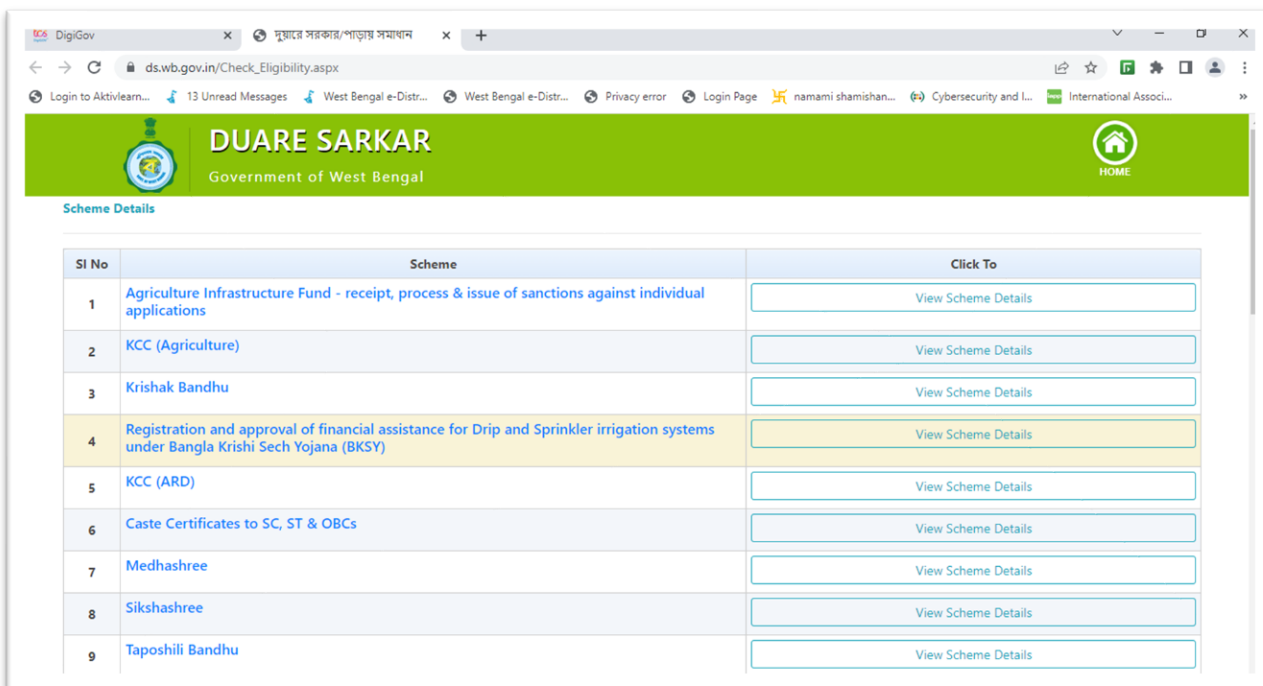 DigiGov
দুয়ারে সরকার/পাড়ায় সমাধান
ds.wb.gov.in/Check_Eligibility.aspx
Login to Aktivlearn...
13 Unread Messages
West Bengal e-Distr...
West Bengal e-Distr...
Privacy error
Login Page
namami shamishan...
Cybersecurity and I...
International Associ...
»
DUARE SARKAR
Government of West Bengal
HOME
Scheme Details
SI No Scheme Click To
1 Agriculture Infrastructure Fund - receipt, process & issue of sanctions against individual View Scheme Details
applications
2 KCC (Agriculture) View Scheme Details
3 Krishak Bandhu View Scheme Details
4 Registration and approval of financial assistance for Drip and Sprinkler irrigation systems View Scheme Details
under Bangla Krishi Sech Yojana (BKSY)
5 KCC (ARD) View Scheme Details
6 Caste Certificates to SC, ST & OBCs View Scheme Details
7 Medhashree View Scheme Details
8 Sikshashree View Scheme Details
9 Taposhili Bandhu View Scheme Details